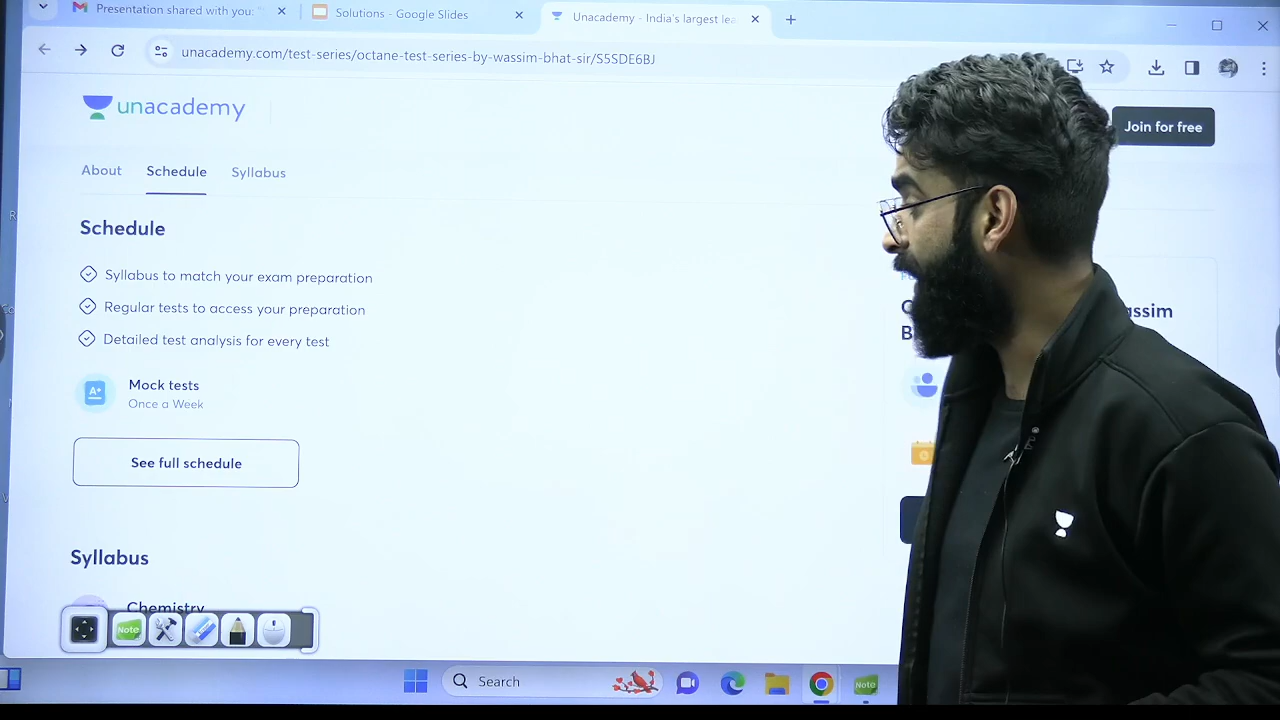 Presentation shared with you: "
Solutions - Google Slides
Unacademy - India's largest lea
unacademy.com/test-series/octane-test-series-by-wassim-bhat-sir/S5SDE6BJ
unacademy
Join for free
About
Schedule
Syllabus
Schedule
Syllabus to match your exam preparation
Regular tests to access your preparation
Detailed test analysis for every test
assim
B
A+
Mock tests
Once a Week
See full schedule
Syllabus
Chemistry
Note
Search
Note